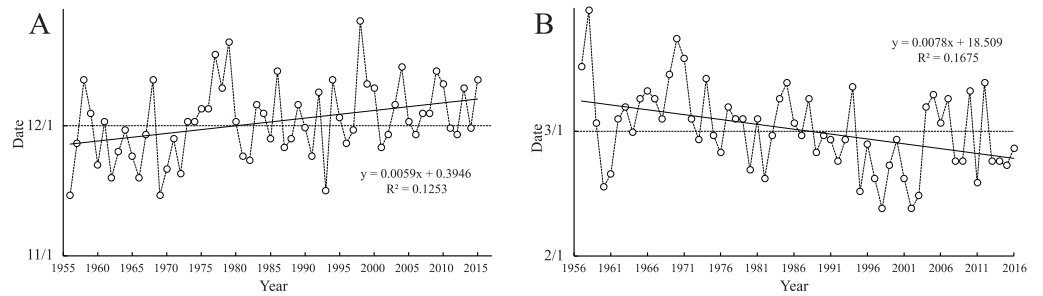 A
Date
12/1
11/1
y = 0.0059x + 0.3946
R² = 0.1253
1955 1960 1965 1970 1975 1980 1985 1990 1995 2000 2005 2010 2015
Year
B
Date
3/1
2/1
y = 0.0078x + 18.509
R² = 0.1675
1956 1961 1966 1971 1976 1981 1986 1991 1996 2001 2006 2011 2016
Year